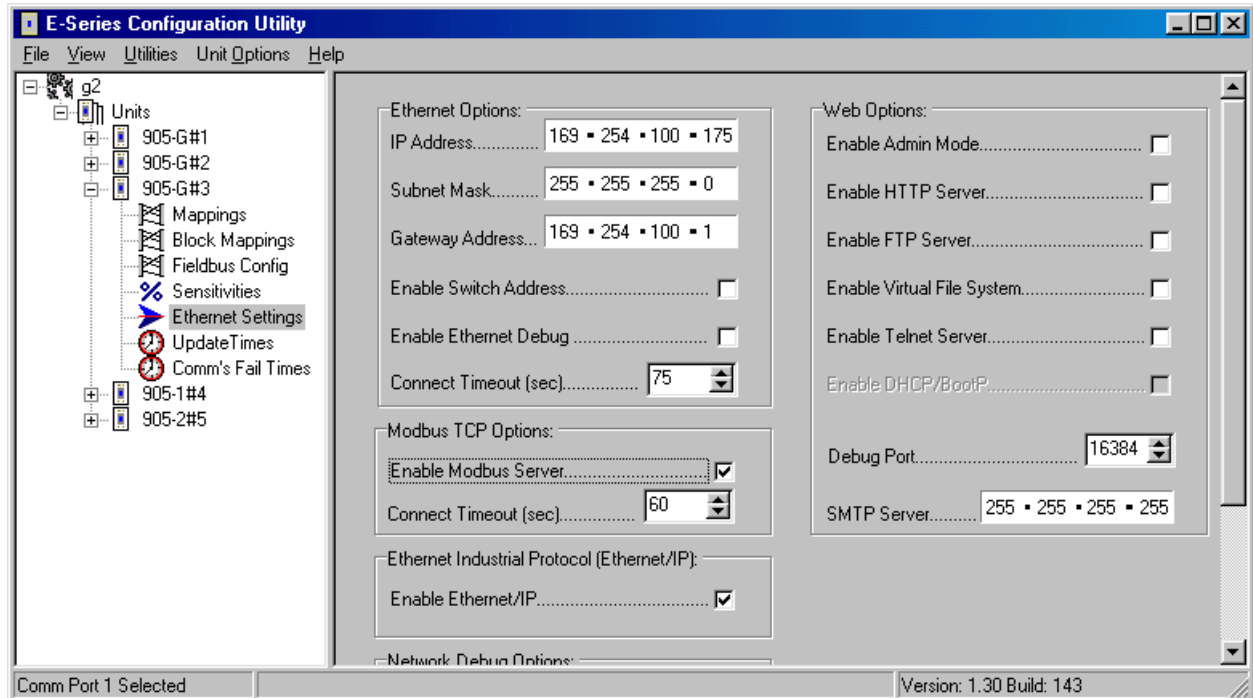 E-Series Configuration Utility
File View Utilities Unit Options Help
g2
Units
905-G#1
905-G#2
905-G#3
Mappings
Block Mappings
Fieldbus Config
% Sensitivities
Ethernet Settings
UpdateTimes
Comm's Fail Times
905-1#4
905-2#5
Ethernet Options:
IP Address.............. 169 ▪ 254 ▪ 100 ▪ 175
Subnet Mask.......... 255 ▪ 255 ▪ 255 ▪ 0
Gateway Address... 169 ▪ 254 ▪ 100 ▪ 1
Enable Switch Address..............................
Enable Ethernet Debug ..............................
Connect Timeout (sec)................ 75
Modbus TCP Options:
Enable Modbus Server..............................
Connect Timeout (sec)................ 60
Ethernet Industrial Protocol (Ethernet/IP):
Enable Ethernet/IP....................................
Network Debug Options:
Web Options:
Enable Admin Mode..................................
Enable HTTP Server..................................
Enable FTP Server....................................
Enable Virtual File System..........................
Enable Telnet Server.................................
Enable DHCP/BootP..................................
Debug Port.................................. 16384
SMTP Server.......... 255 ▪ 255 ▪ 255 ▪ 255
Comm Port 1 Selected
Version: 1.30 Build: 143